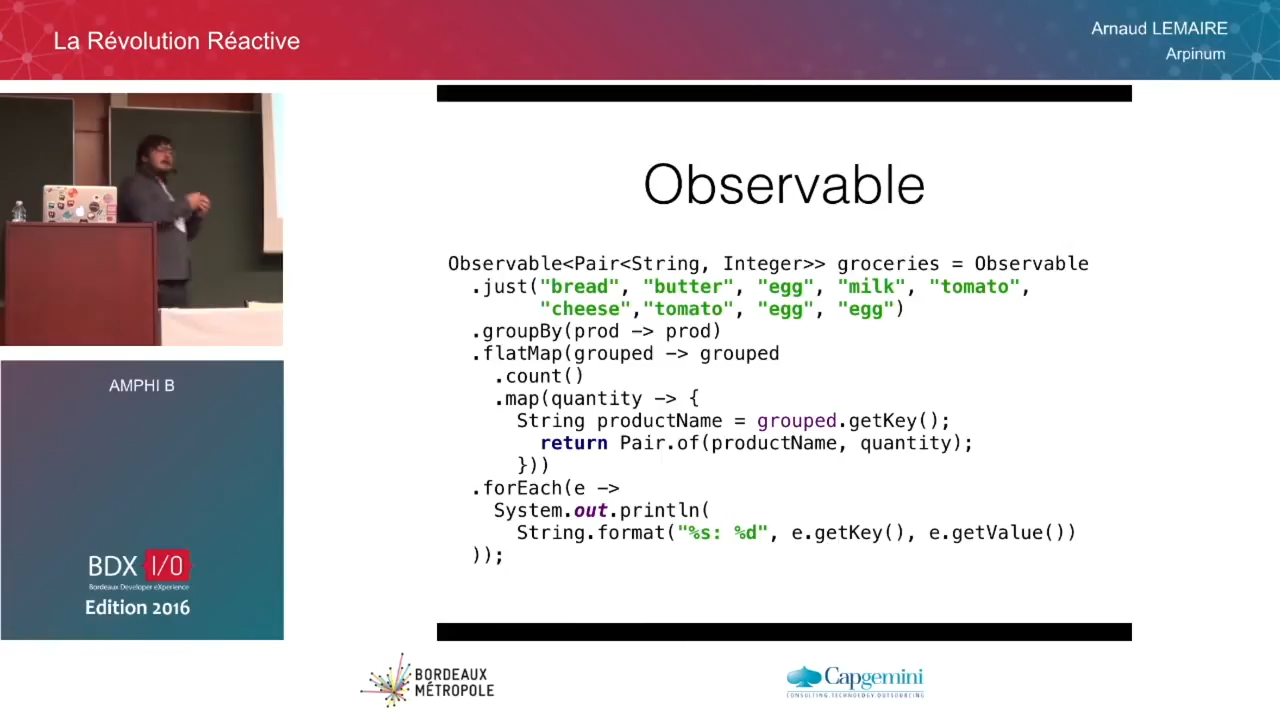 La Révolution Réactive
Arnaud LEMAIRE
Arpinum
Observable
Observable<Pair<String, Integer>> groceries = Observable
.just("bread", "butter", "egg", "milk", "tomato",
"cheese","tomato", "egg", "egg")
.groupBy(prod -> prod)
.flatMap(grouped -> grouped
.count()
.map(quantity -> {
String productName = grouped.getKey();
return Pair.of(productName, quantity);
}))
.forEach(e ->
System.out.println(
String.format("%s: %d", e.getKey(), e.getValue())
));
AMPHI B
BDX I/O
Bordeaux Developer eXperience
Edition 2016
BORDEAUX
MÉTROPOLE
Capgemini
CONSULTING.TECHNOLOGY.OUTSOURCING